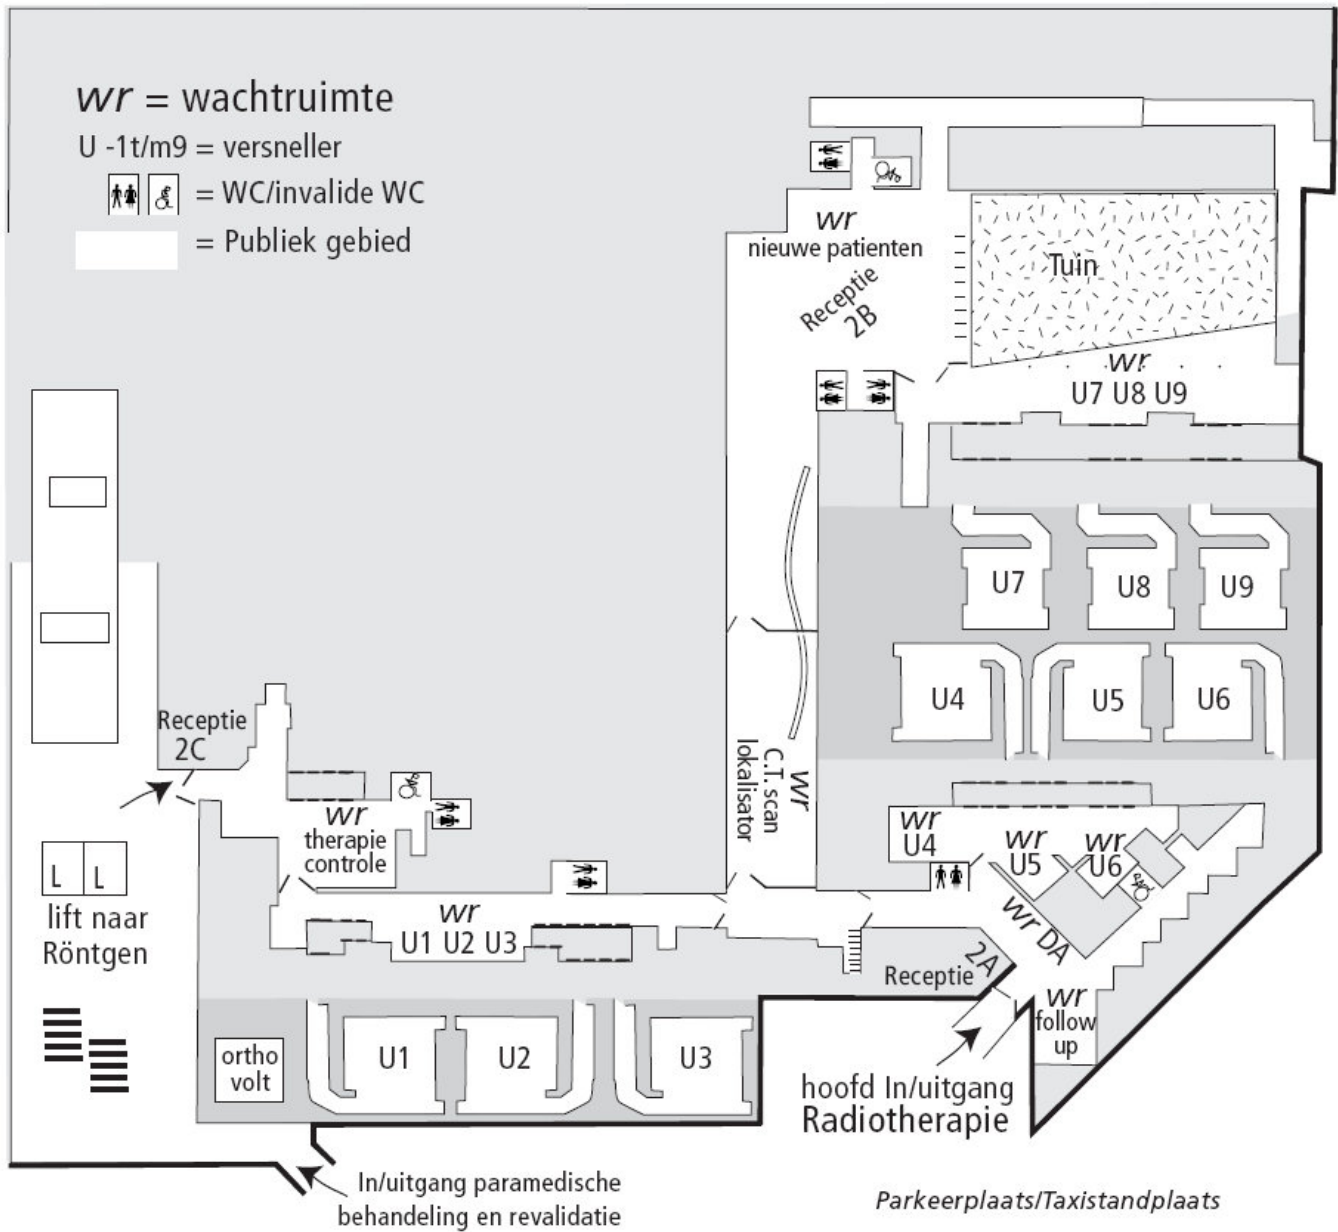 wr = wachtruimte
U -1t/m9 = versneller
= WC/invalide WC
= Publiek gebied
wr
nieuwe patienten
Receptie
2B
Tuin
wr
U7 U8 U9
U7
U8
U9
U4
U5
U6
Receptie
2C
wr
therapie
controle
wr
C.T. scan
lokalisator
wr
U4
wr
U5
wr
U6
wr DA
L
L
lift naar
Röntgen
wr
U1 U2 U3
2A
Receptie
wr
follow
up
ortho
volt
U1
U2
U3
hoofd In/uitgang
Radiotherapie
In/uitgang paramedische
behandeling en revalidatie
Parkeerplaats/Taxistandplaats